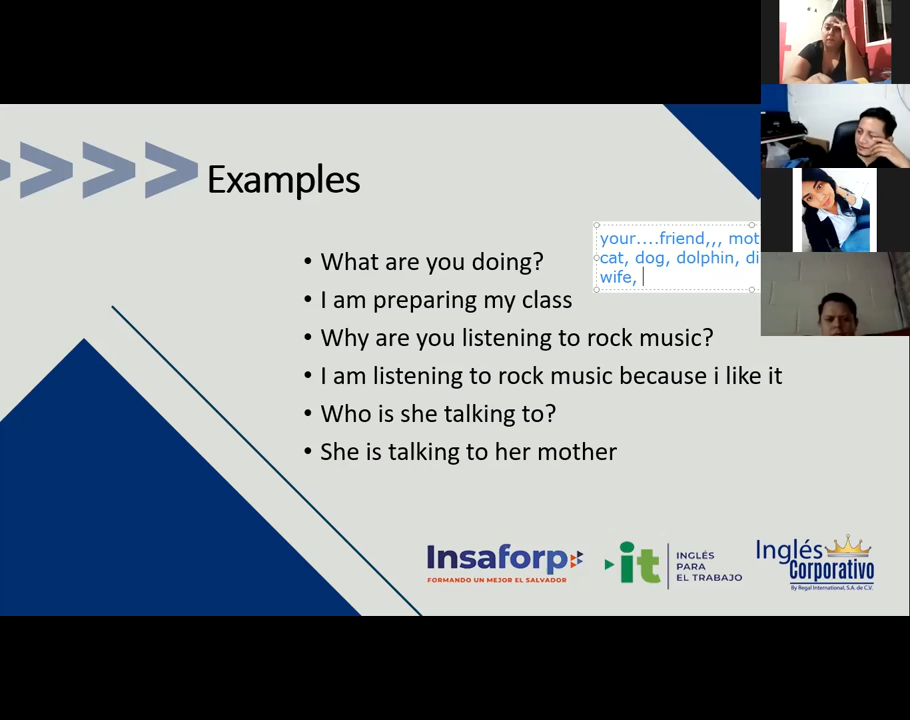 >>>> Examples
your....friend,,, mot
cat, dog, dolphin, di
wife,
• What are you doing?
• I am preparing my class
• Why are you listening to rock music?
• I am listening to rock music because i like it
• Who is she talking to?
• She is talking to her mother
Insaforp
FORMANDO UN MEJOR EL SALVADOR
it
INGLÉS
PARA
EL TRABAJO
Inglés
Corporativo
By Regal International, S.A. de C.V.